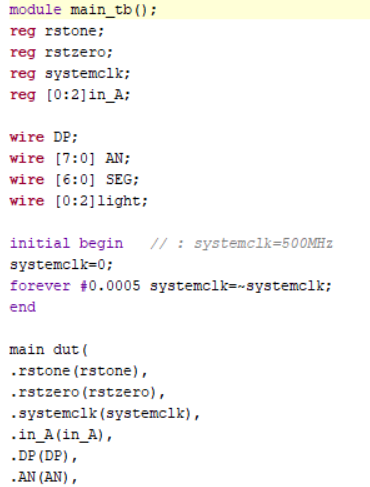 module main_tb();
reg rstone;
reg rstzero;
reg systemclk;
reg [0:2]in_A;
wire DP;
wire [7:0] AN;
wire [6:0] SEG;
wire [0:2]light;
initial begin   // : systemclk=500MHz
systemclk=0;
forever #0.0005 systemclk=~systemclk;
end
main dut(
.rstone(rstone),
.rstzero(rstzero),
.systemclk(systemclk),
.in_A(in_A),
.DP(DP),
.AN(AN),